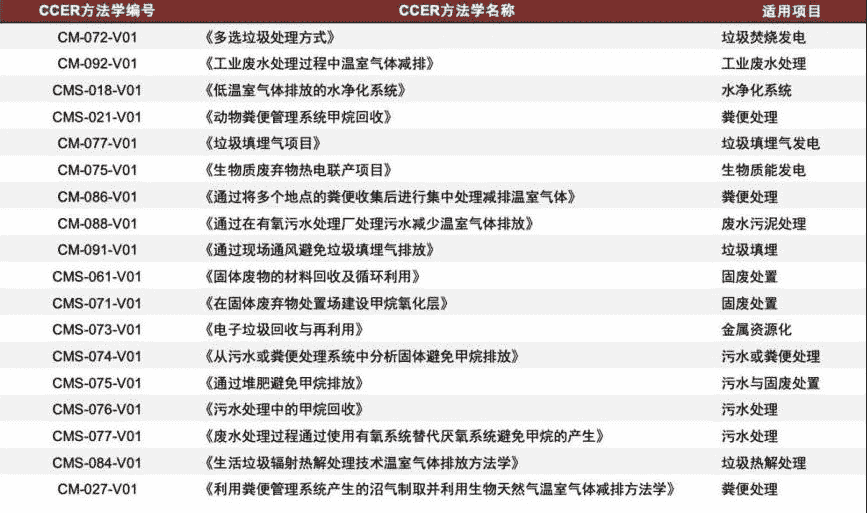 CCER方法学编号 CCER方法学名称 适用项目
CM-072-V01 《多选垃圾处理方式》 垃圾焚烧发电
CM-092-V01 《工业废水处理过程中温室气体减排》 工业废水处理
CMS-018-V01 《低温室气体排放的水净化系统》 水净化系统
CMS-021-V01 《动物粪便管理系统甲烷回收》 粪便处理
CM-077-V01 《垃圾填埋气项目》 垃圾填埋气发电
CM-075-V01 《生物质废弃物热电联产项目》 生物质能发电
CM-086-V01 《通过将多个地点的粪便收集后进行集中处理减排温室气体》 粪便处理
CM-088-V01 《通过在有氧污水处理厂处理污水减少温室气体排放》 废水污泥处理
CM-091-V01 《通过现场通风避免垃圾填埋气排放》 垃圾填埋
CMS-061-V01 《固体废物的材料回收及循环利用》 固废处置
CMS-071-V01 《在固体废弃物处置场建设甲烷氧化层》 固废处置
CMS-073-V01 《电子垃圾回收与再利用》 金属资源化
CMS-074-V01 《从污水或粪便处理系统中分析固体避免甲烷排放》 污水或粪便处理
CMS-075-V01 《通过堆肥避免甲烷排放》 污水与固废处置
CMS-076-V01 《污水处理中的甲烷回收》 污水处理
CMS-077-V01 《废水处理过程通过使用有氧系统替代厌氧系统避免甲烷的产生》 污水处理
CMS-084-V01 《生活垃圾辐射热解处理技术温室气体排放方法学》 垃圾热解处理
CM-027-V01 《利用粪便管理系统产生的沼气制取并利用生物天然气温室气体减排方法学》 粪便处理